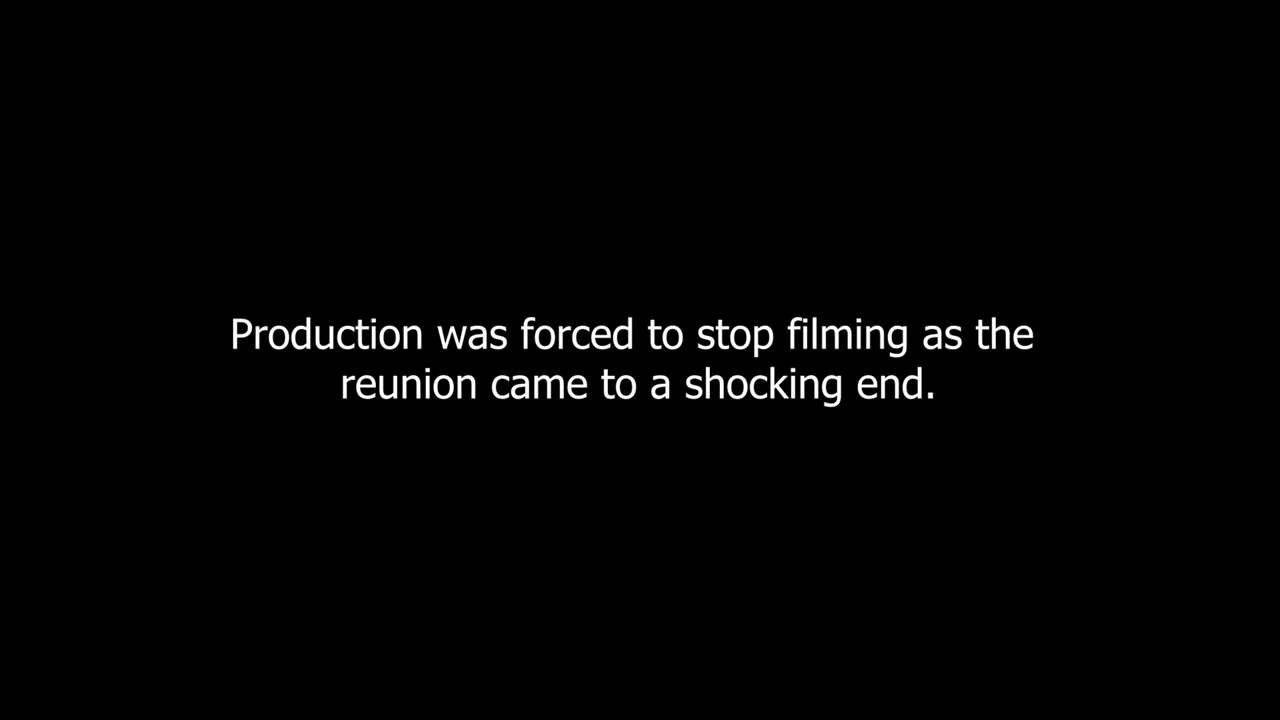 Production was forced to stop filming as the
reunion came to a shocking end.